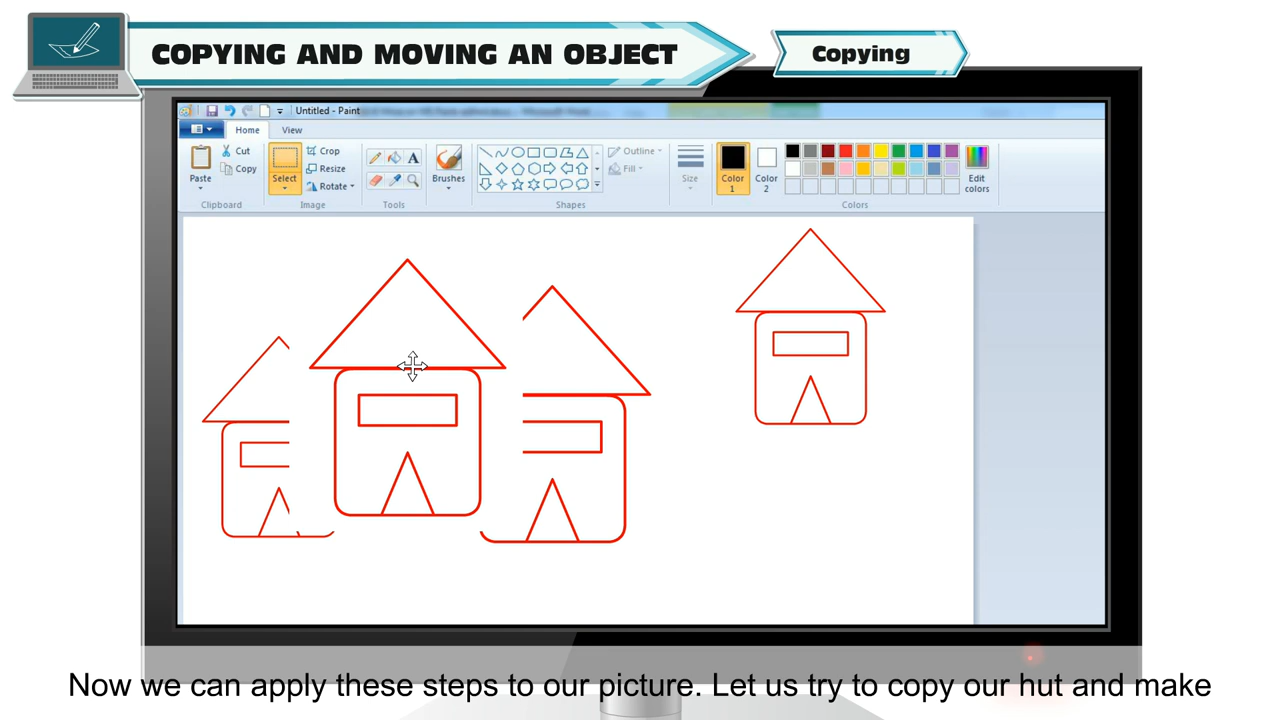 COPYING AND MOVING AN OBJECT
Copying
Untitled - Paint
Home View
Paste
Cut
Copy
Clipboard
Select
Crop
Resize
Rotate
Image
A
Tools
Brushes
Shapes
Outline
Fill
Size
Color 1
Color 2
Edit colors
Colors
Now we can apply these steps to our picture. Let us try to copy our hut and make